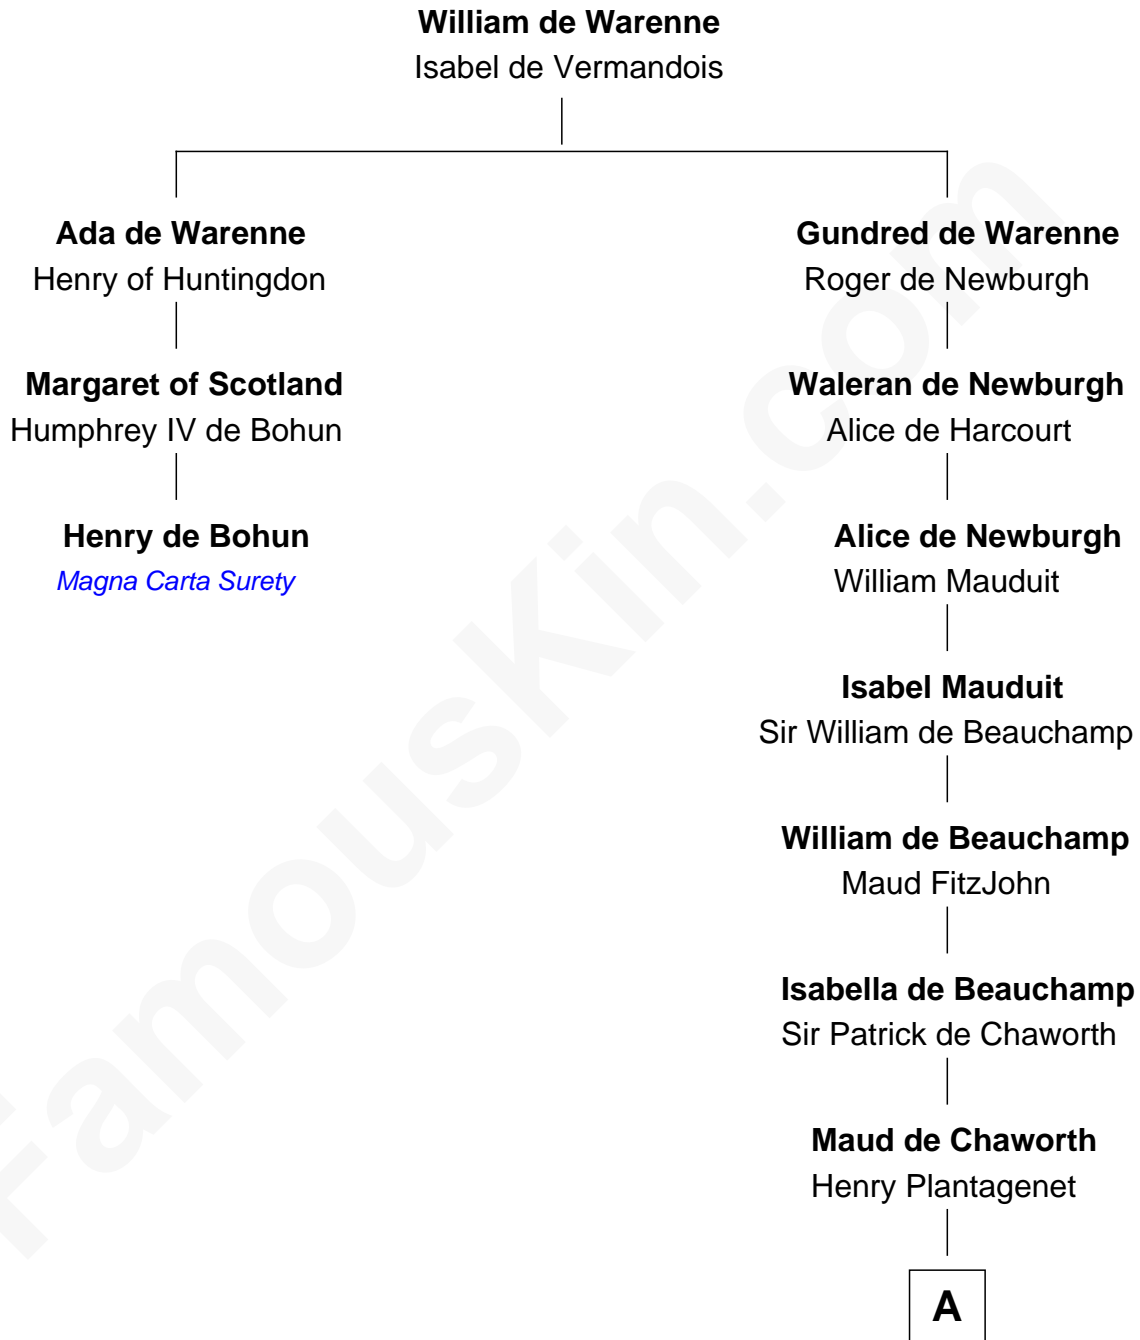 William de Warenne
Isabel de Vermandois
Ada de Warenne
Henry of Huntingdon
Margaret of Scotland
Humphrey IV de Bohun
Henry de Bohun
Magna Carta Surety
Gundred de Warenne
Roger de Newburgh
Waleran de Newburgh
Alice de Harcourt
Alice de Newburgh
William Mauduit
Isabel Mauduit
Sir William de Beauchamp
William de Beauchamp
Maud FitzJohn
Isabella de Beauchamp
Sir Patrick de Chaworth
Maud de Chaworth
Henry Plantagenet
A
FamousKin.com